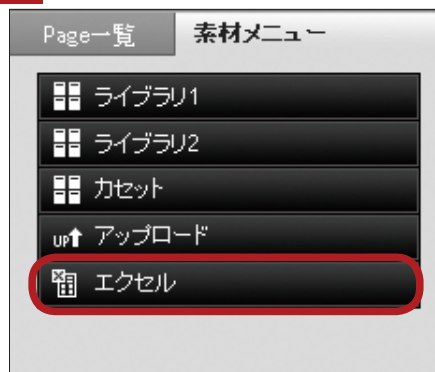 Page一覧
素材メニュー
ライブラリ1
ライブラリ2
カセット
UP アップロード
エクセル